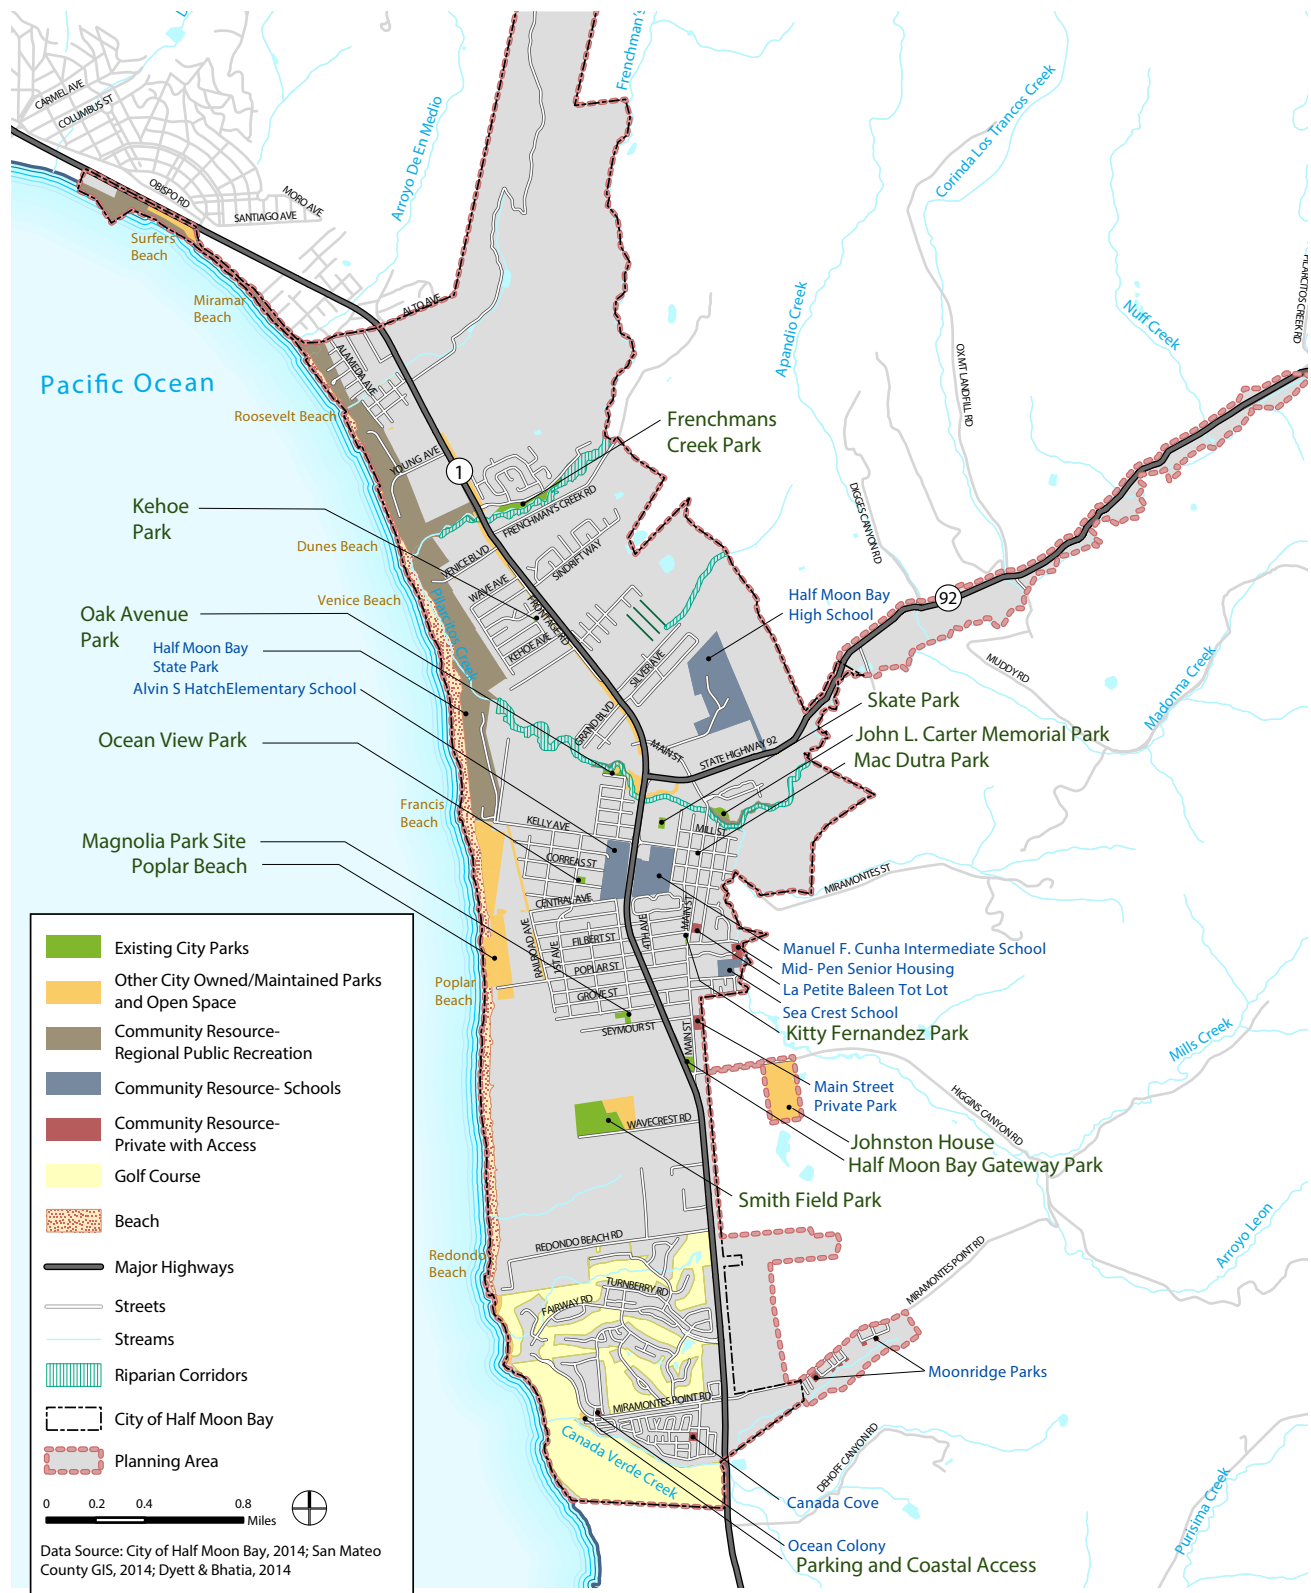 CARMEL AVE
COLUMBUS ST
OBISPO RD
MORO AVE
SANTIAGO AVE
Arroyo De En Medio
Frenchman's
Corinda Los Trancos Creek
Surfers
Beach
Miramar
Beach
ALTO AVE
Apandio Creek
Nuff Creek
PILARCITOS CREEK RD
Pacific Ocean
ALAMEDA AVE
OX MT LANDFILL RD
Roosevelt Beach
Frenchmans
Creek Park
YOUNG AVE
1
Kehoe
Park
FRENCHMAN'S CREEK RD
DIGGES CANYON RD
Dunes Beach
VENICE BLVD
SINDRIFT WAY
WAVE AVE
Venice Beach
Pilarcitos Creek
FRONTAGE RD
KEHOE AVE
Half Moon Bay
High School
92
Oak Avenue
Park
Half Moon Bay
State Park
Alvin S HatchElementary School
SILVER AVE
MUDDY RD
Madonna Creek
Skate Park
GRAND BLVD
MAIN ST
STATE HIGHWAY 92
John L. Carter Memorial Park
Mac Dutra Park
Ocean View Park
Francis
Beach
KELLY AVE
MILL ST
Magnolia Park Site
Poplar Beach
CORREAS ST
CENTRAL AVE
MIRAMONTES ST
RAILROAD AVE
1ST AVE
FILBERT ST
4TH AVE
MAIN ST
POPLAR ST
GROVE ST
SEYMOUR ST
Poplar
Beach
Manuel F. Cunha Intermediate School
Mid- Pen Senior Housing
La Petite Baleen Tot Lot
Sea Crest School
Kitty Fernandez Park
MAIN ST
Mills Creek
Main Street
Private Park
HIGGINS CANYON RD
WAVECREST RD
Johnston House
Half Moon Bay Gateway Park
Smith Field Park
Arroyo Leon
Redondo
Beach
REDONDO BEACH RD
MIRAMONTES POINT RD
TURNBERRY RD
FAIRWAY RD
Moonridge Parks
MIRAMONTES POINT RD
Canada Verde Creek
DEHOFF CANYON RD
Purisima Creek
Canada Cove
Ocean Colony
Parking and Coastal Access
Existing City Parks
Other City Owned/Maintained Parks
and Open Space
Community Resource-
Regional Public Recreation
Community Resource- Schools
Community Resource-
Private with Access
Golf Course
Beach
Major Highways
Streets
Streams
Riparian Corridors
City of Half Moon Bay
Planning Area
0 0.2 0.4 0.8
Miles
Data Source: City of Half Moon Bay, 2014; San Mateo
County GIS, 2014; Dyett & Bhatia, 2014